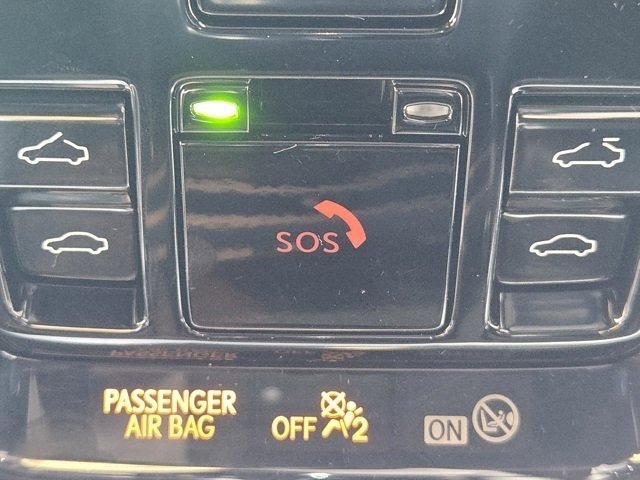 SOS
PASSENGER
AIR BAG
OFF 2
ON